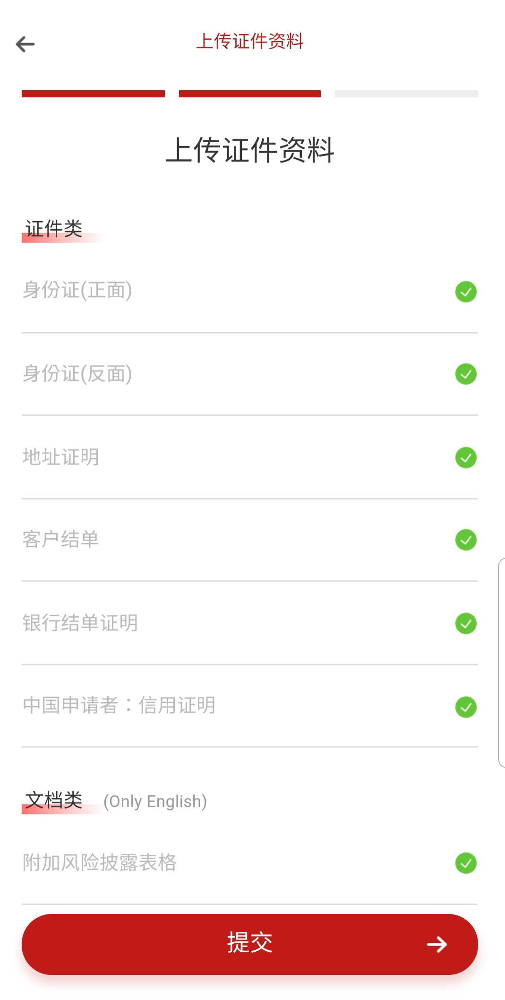 上传证件资料
上传证件资料
证件类
身份证(正面)
身份证(反面)
地址证明
客户结单
银行结单证明
中国申请者：信用证明
文档类 (Only English)
附加风险披露表格
提交